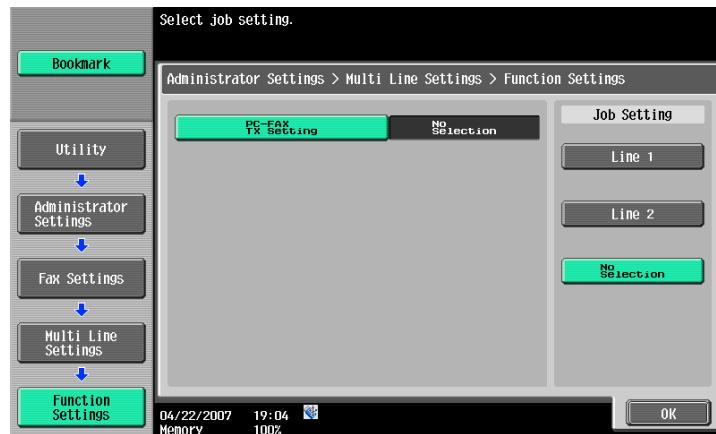 Select job setting.
Bookmark
Administrator Settings > Multi Line Settings > Function Settings
PC-FAX
TX Setting
No
Selection
Job Setting
Line 1
Line 2
No
Selection
Utility
Administrator
Settings
Fax Settings
Multi Line
Settings
Function
Settings
04/22/2007 19:04
Memory 100%
OK